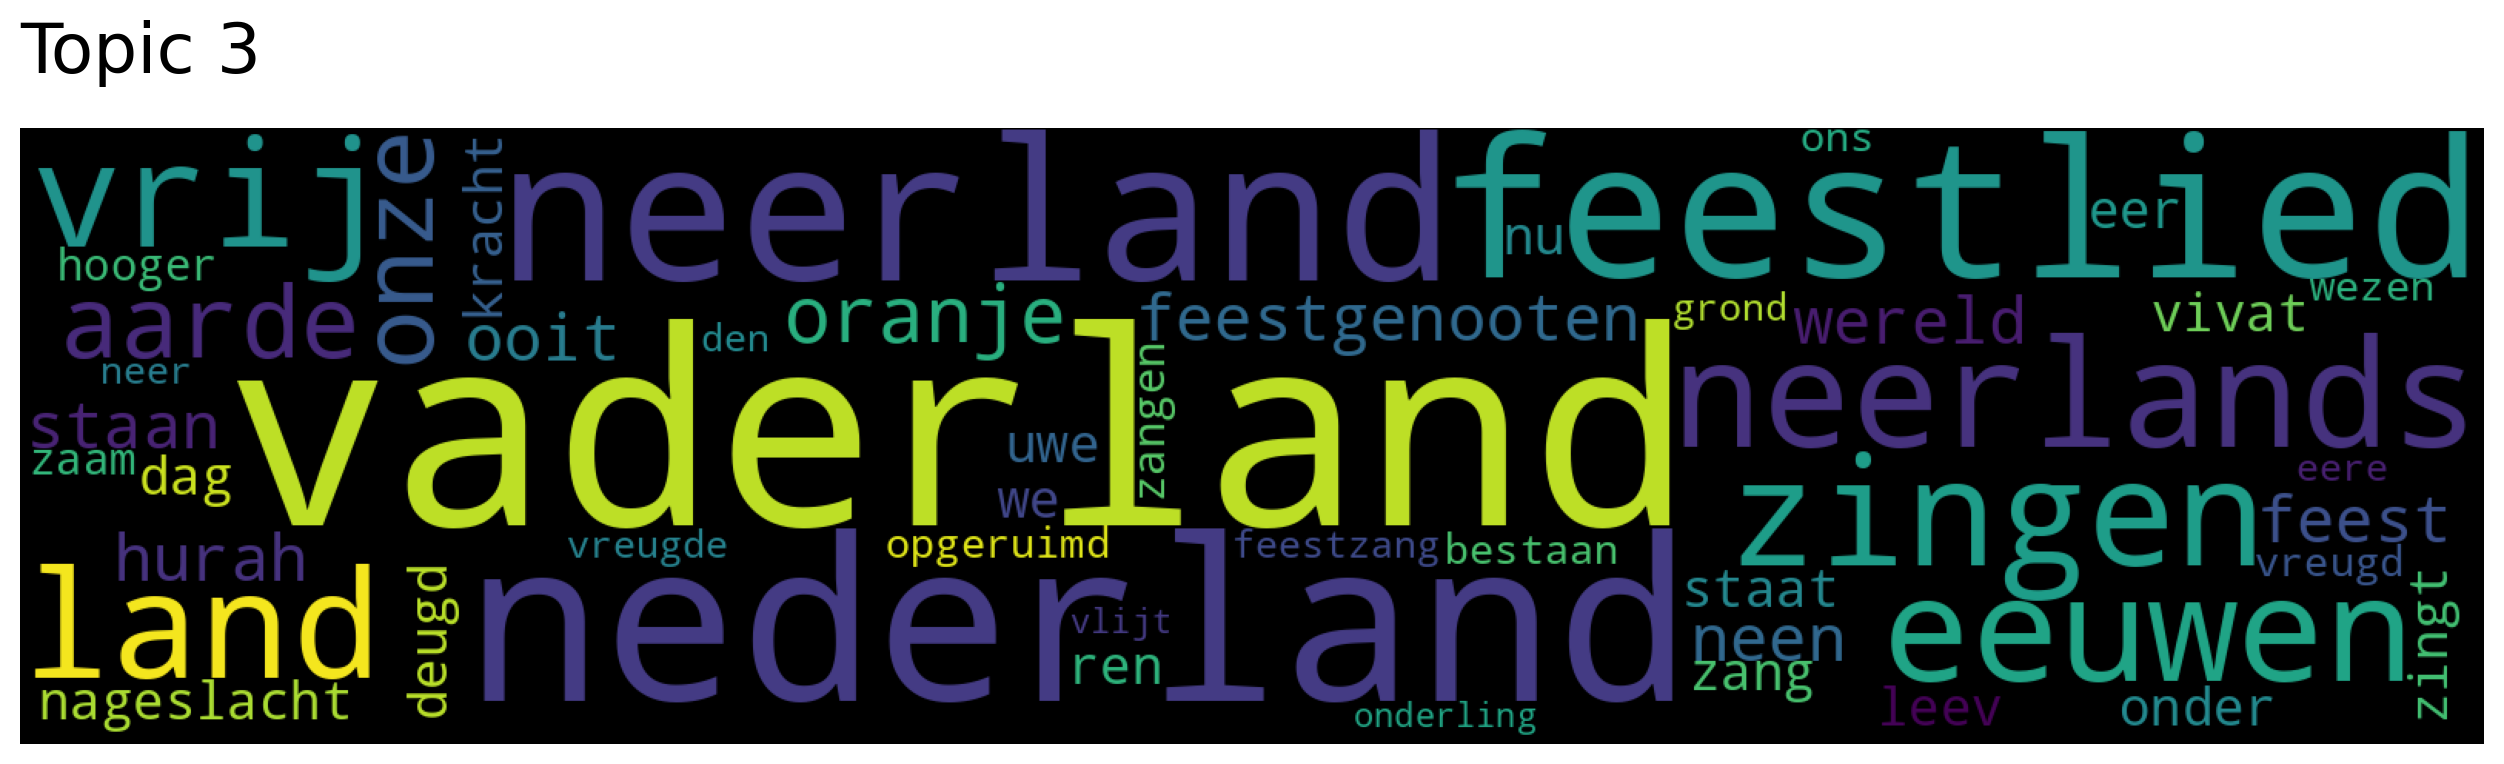 Topic 3
vrij
onze
kracht
neerland
feestlied
ons
nu
eer
hooger
aarde
ooit
den
oranje
feestgenooten
grond
wereld
vivat
wezen
neer
vaderland
zangen
neerlands
staan
zaam
dag
uwe
we
zingen
eere
feest
hurah
vreugde
opgeruimd
feestzang
bestaan
vreugd
land
deugd
nederland
vlijt
ren
staat
neen
zang
eeuwen
zingt
nageslacht
onderling
leev
onder